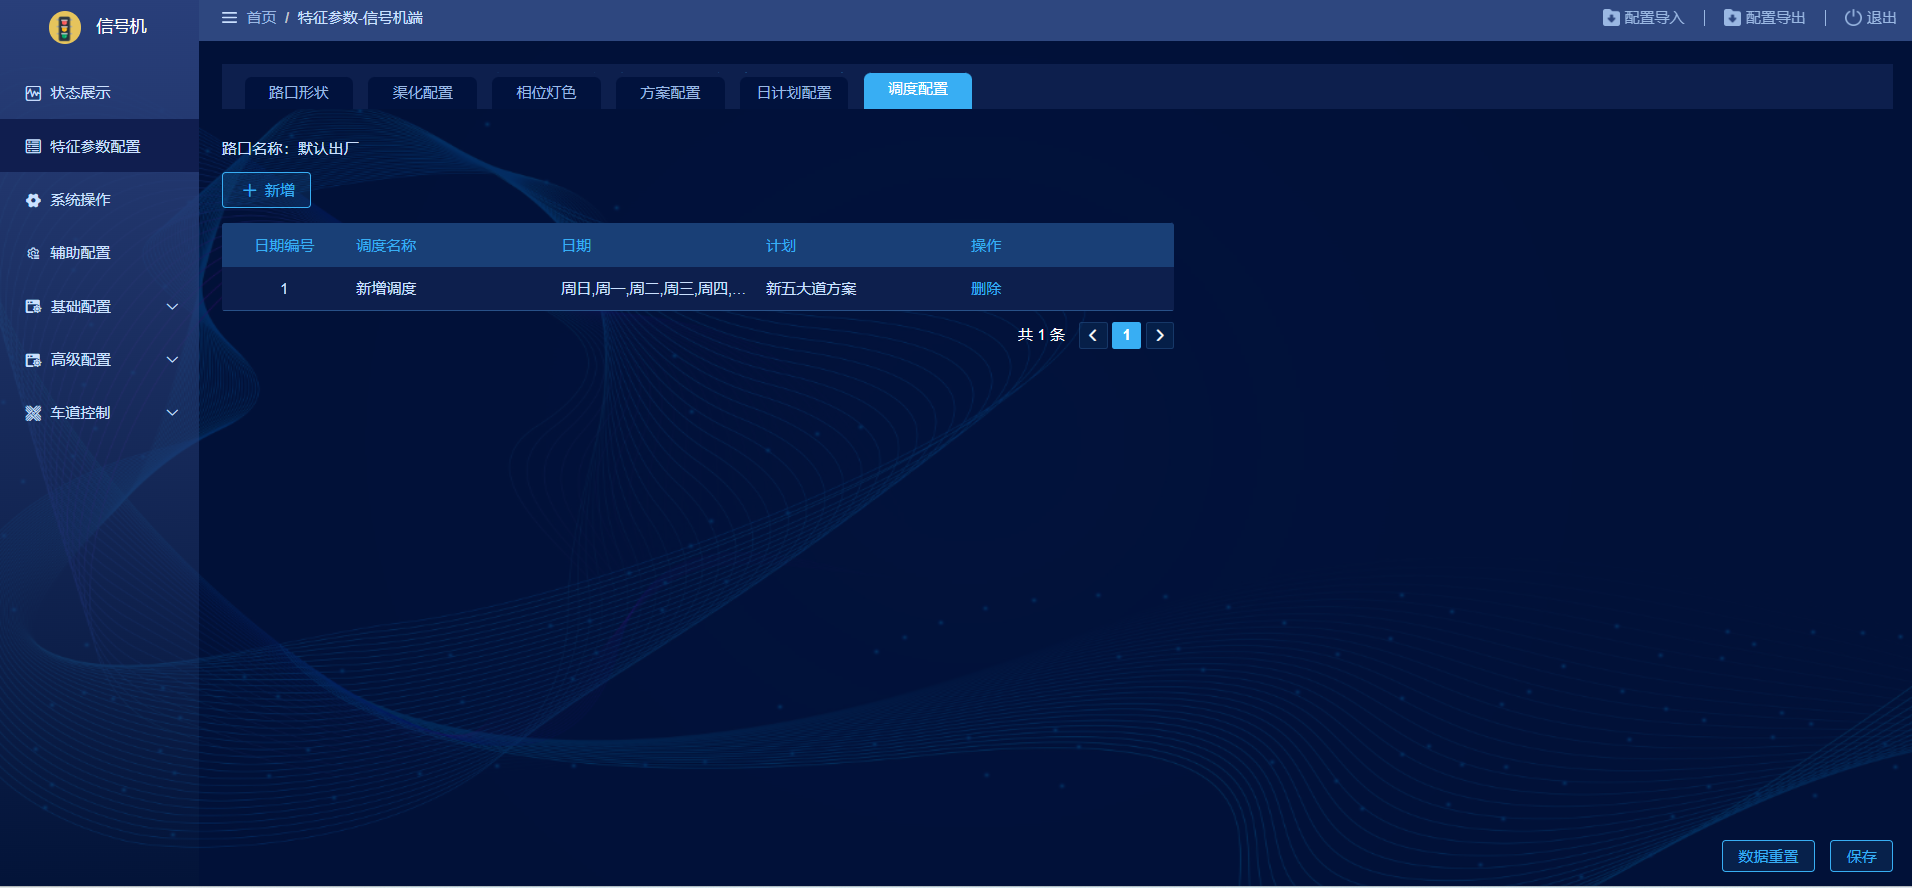 信号机
首页 / 特征参数-信号机端
配置导入
配置导出
退出
状态展示
特征参数配置
系统操作
辅助配置
基础配置
高级配置
车道控制
路口形状
渠化配置
相位灯色
方案配置
日计划配置
调度配置
路口名称：默认出厂
新增
日期编号 调度名称 日期 计划 操作
1 新增调度 周日,周一,周二,周三,周四,... 新五大道方案 删除
共 1 条 1
数据重置
保存